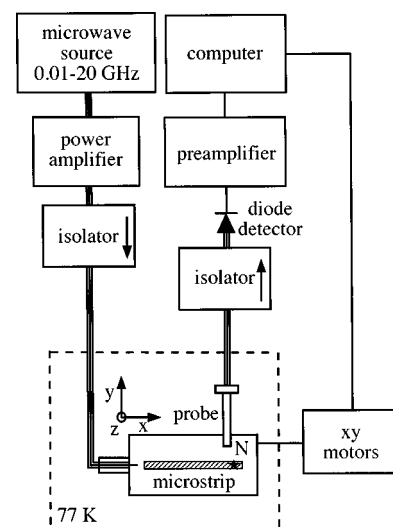 microwave
source
0.01-20 GHz
computer
power
amplifier
preamplifier
diode
detector
isolator
isolator
y
x
z
probe
N
microstrip
xy
motors
77 K